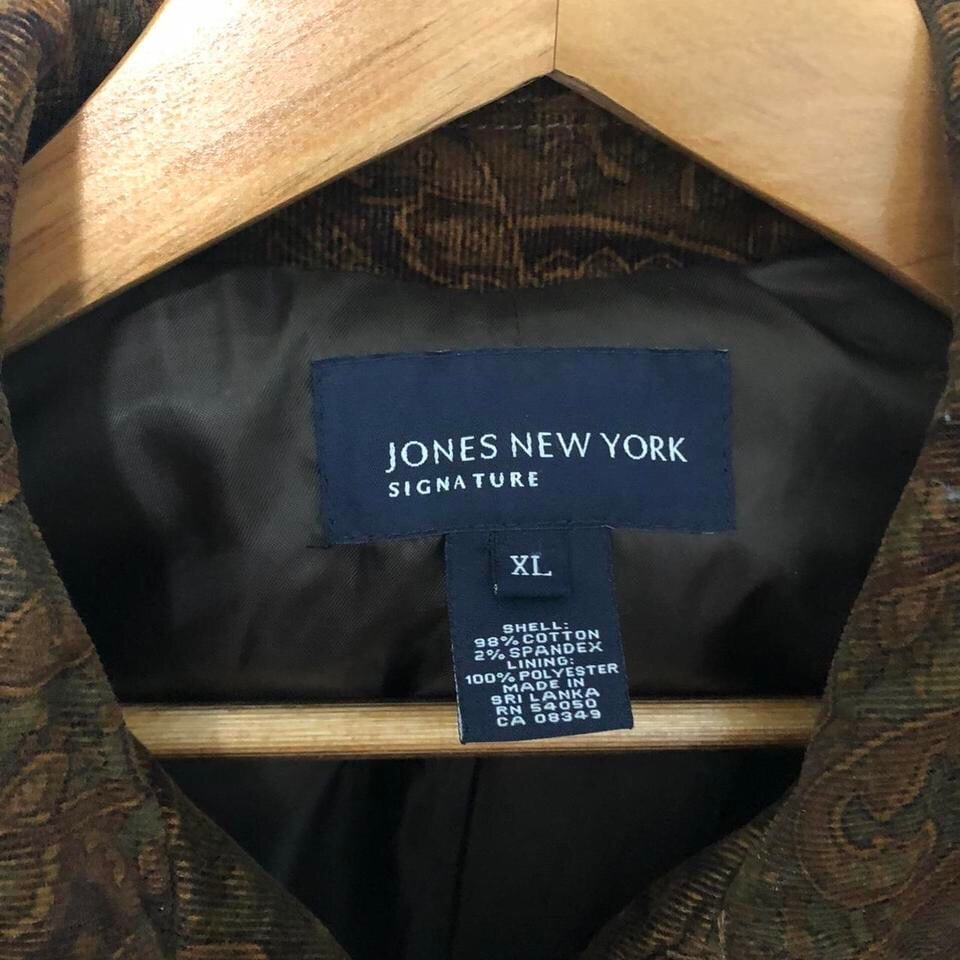 JONES NEW YORK
SIGNATURE
XL
SHELL:
98% COTTON
2% SPANDEX
LINING:
100% POLYESTER
MADE IN
SRI LANKA
RN 54050
CA 08349